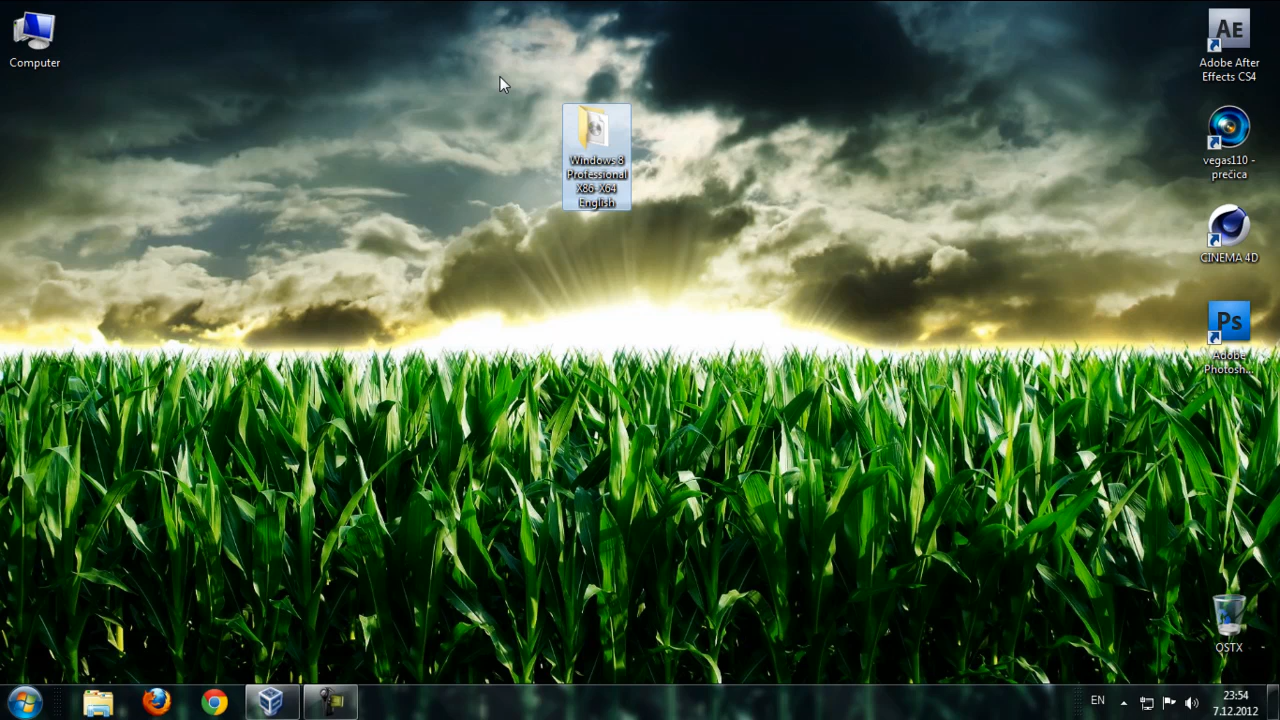 Computer
Windows 8
Professional
X86-X64
English
AE
Adobe After
Effects CS4
vegas110 -
prečica
CINEMA 4D
Ps
Adobe
Photosh...
QSTX
EN
23:54
7.12.2012